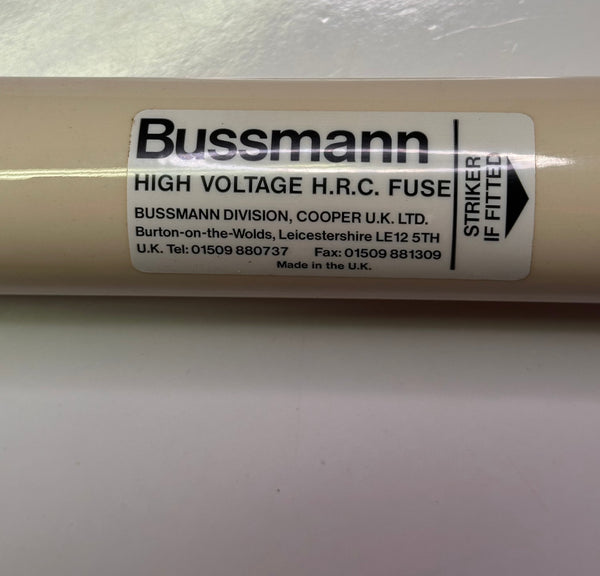 Bussmann
HIGH VOLTAGE H.R.C. FUSE
BUSSMANN DIVISION, COOPER U.K. LTD.
Burton-on-the-Wolds, Leicestershire LE12 5TH
U.K. Tel: 01509 880737 Fax: 01509 881309
Made in the U.K.
STRIKER
IF FITTED